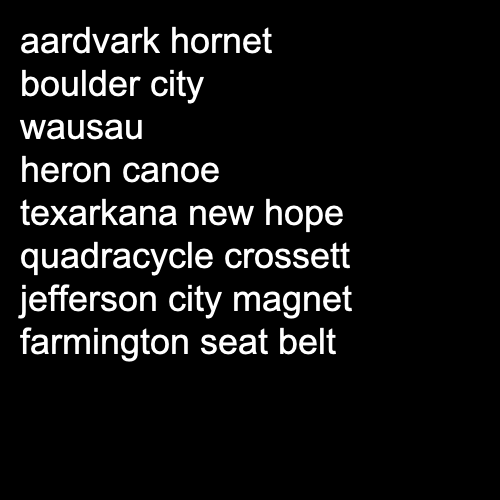 aardvark hornet
boulder city
wausau
heron canoe
texarkana new hope
quadracycle crossett
jefferson city magnet
farmington seat belt